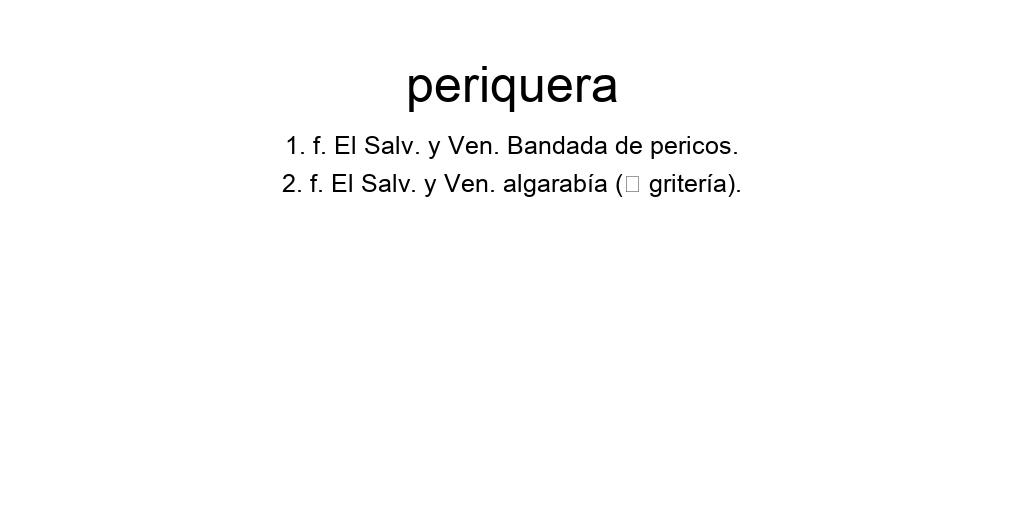 periquera
1. f. El Salv. y Ven. Bandada de pericos.
2. f. El Salv. y Ven. algarabía (□ gritería).